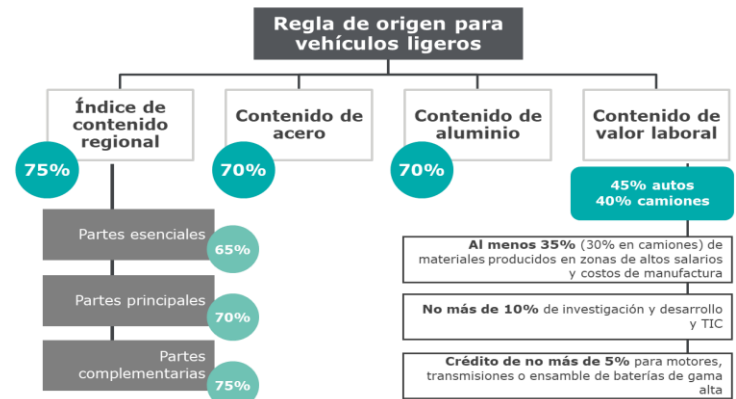 Regla de origen para
vehículos ligeros
Índice de
contenido
regional
75%
Contenido de
acero
70%
Contenido de
aluminio
70%
Contenido de
valor laboral
45% autos
40% camiones
Partes esenciales
65%
Partes principales
70%
Partes
complementarias
75%
Al menos 35% (30% en camiones) de
materiales producidos en zonas de altos salarios
y costos de manufactura
No más de 10% de investigación y desarrollo
y TIC
Crédito de no más de 5% para motores,
transmisiones o ensamble de baterías de gama
alta